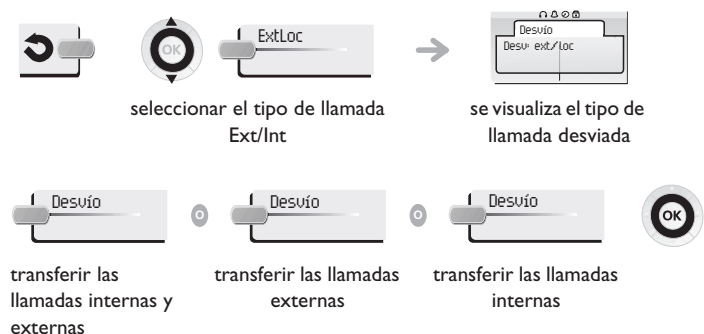 OK
ExtLoc
Desvío
Desv: ext/loc
seleccionar el tipo de llamada
Ext/Int
se visualiza el tipo de
llamada desviada
Desvío
O
Desvío
O
Desvío
OK
transferir las
llamadas internas y
externas
transferir las llamadas
externas
transferir las llamadas
internas